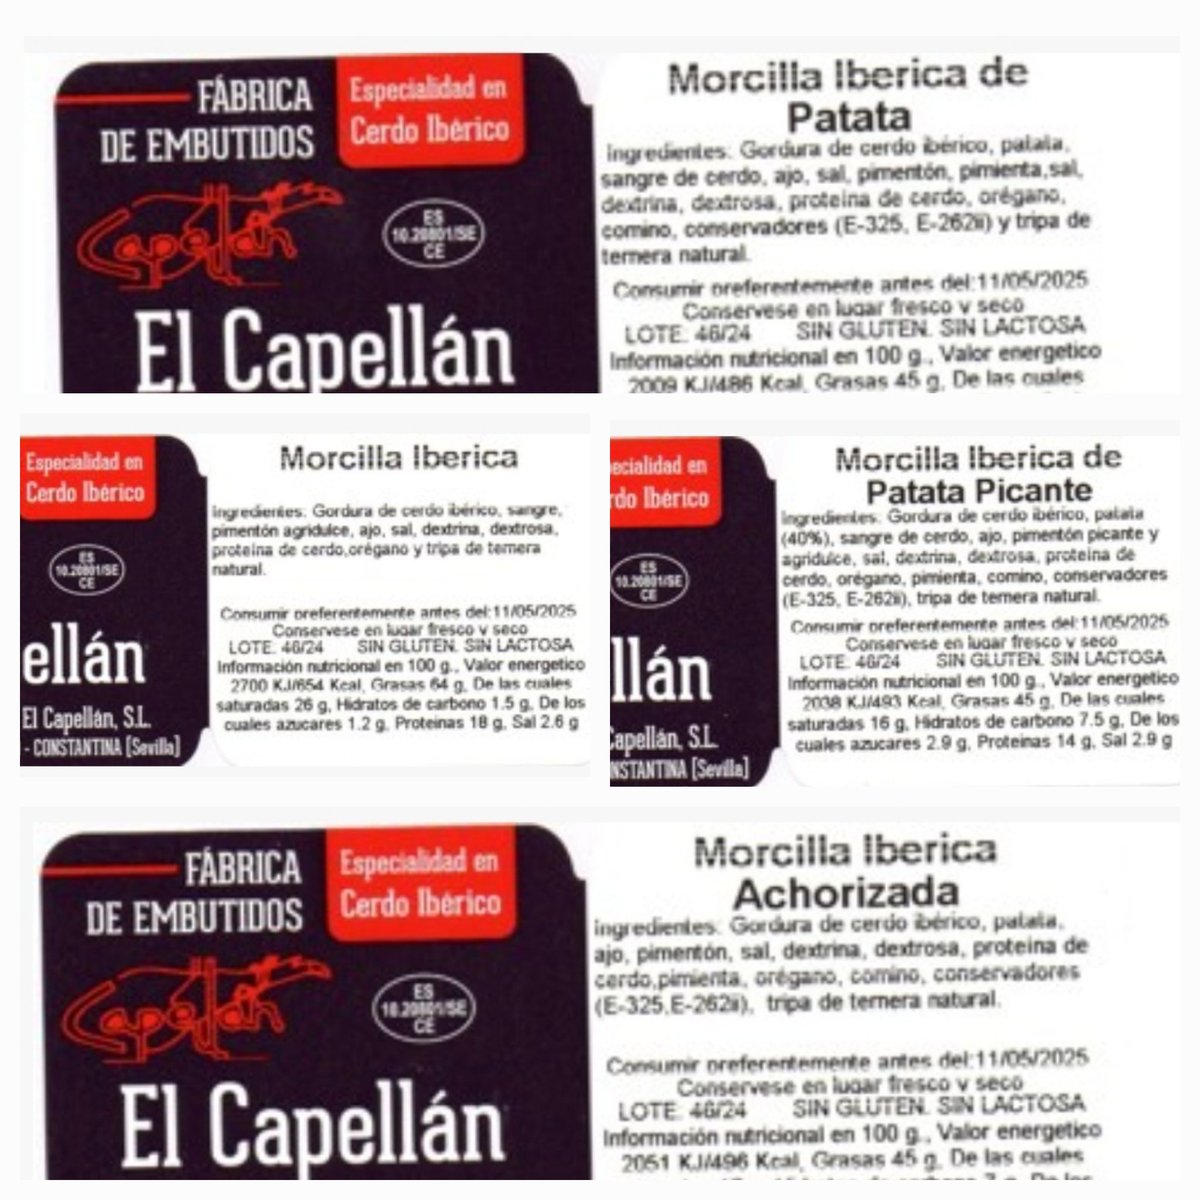 FÁBRICA
DE EMBUTIDOS
Especialidad en
Cerdo Ibérico
Capellán
ES
10.20801/SE
CE
El Capellán
Morcilla Iberica de
Patata
Ingredientes: Gordura de cerdo ibérico, patata,
sangre de cerdo, ajo, sal, pimentón, pimienta,sal,
dextrina, dextrosa, proteina de cerdo, orégano,
comino, conservadores (E-325, E-262ii) y tripa de
ternera natural.
Consumir preferentemente antes del:11/05/2025
Conservese en lugar fresco y seco
LOTE: 46/24 SIN GLUTEN. SIN LACTOSA
Información nutricional en 100 g., Valor energetico
2009 KJ/486 Kcal, Grasas 45 g, De las cuales
Especialidad en
Cerdo Ibérico
ES
10.20801/SE
CE
ellán
El Capellán, S.L.
- CONSTANTINA [Sevilla]
Morcilla Iberica
Ingredientes: Gordura de cerdo ibérico, sangre,
pimentón agridulce, ajo, sal, dextrina, dextrosa,
proteina de cerdo,orégano y tripa de ternera
natural.
Consumir preferentemente antes del:11/05/2025
Conservese en lugar fresco y seco
LOTE: 46/24 SIN GLUTEN. SIN LACTOSA
Información nutricional en 100 g., Valor energetico
2700 KJ/654 Kcal, Grasas 64 g, De las cuales
saturadas 26 g, Hidratos de carbono 1.5 g, De los
cuales azucares 1.2 g, Proteinas 18 g, Sal 2.6 g
ecialidad en
rdo Ibérico
ES
10.20801/SE
CE
llán
Capellán, S.L.
NSTANTINA [Sevilla]
Morcilla Iberica de
Patata Picante
Ingredientes: Gordura de cerdo ibérico, patata
(40%), sangre de cerdo, ajo, pimentón picante y
agridulce, sal, dextrina, dextrosa, proteina de
cerdo, orégano, pimienta, comino, conservadores
(E-325, E-262ii), tripa de ternera natural.
Consumir preferentemente antes del:11/05/2025
Conservese en lugar fresco y seco
LOTE: 46/24 SIN GLUTEN. SIN LACTOSA
Información nutricional en 100 g., Valor energetico
2038 KJ/493 Kcal, Grasas 45 g, De las cuales
saturadas 16 g, Hidratos de carbono 7.5 g, De los
cuales azucares 2.9 g, Proteinas 14 g, Sal 2.9 g
FÁBRICA
DE EMBUTIDOS
Especialidad en
Cerdo Ibérico
Capellán
ES
10.20801/SE
CE
El Capellán
Morcilla Iberica
Achorizada
Ingredientes: Gordura de cerdo ibérico, patata,
ajo, pimentón, sal, dextrina, dextrosa, proteina de
cerdo,pimienta, orégano, comino, conservadores
(E-325,E-262ii), tripa de ternera natural.
Consumir preferentemente antes del:11/05/2025
Conservese en lugar fresco y seco
LOTE: 46/24 SIN GLUTEN. SIN LACTOSA
Información nutricional en 100 g., Valor energetico
2051 KJ/496 Kcal, Grasas 45 g, De las cuales